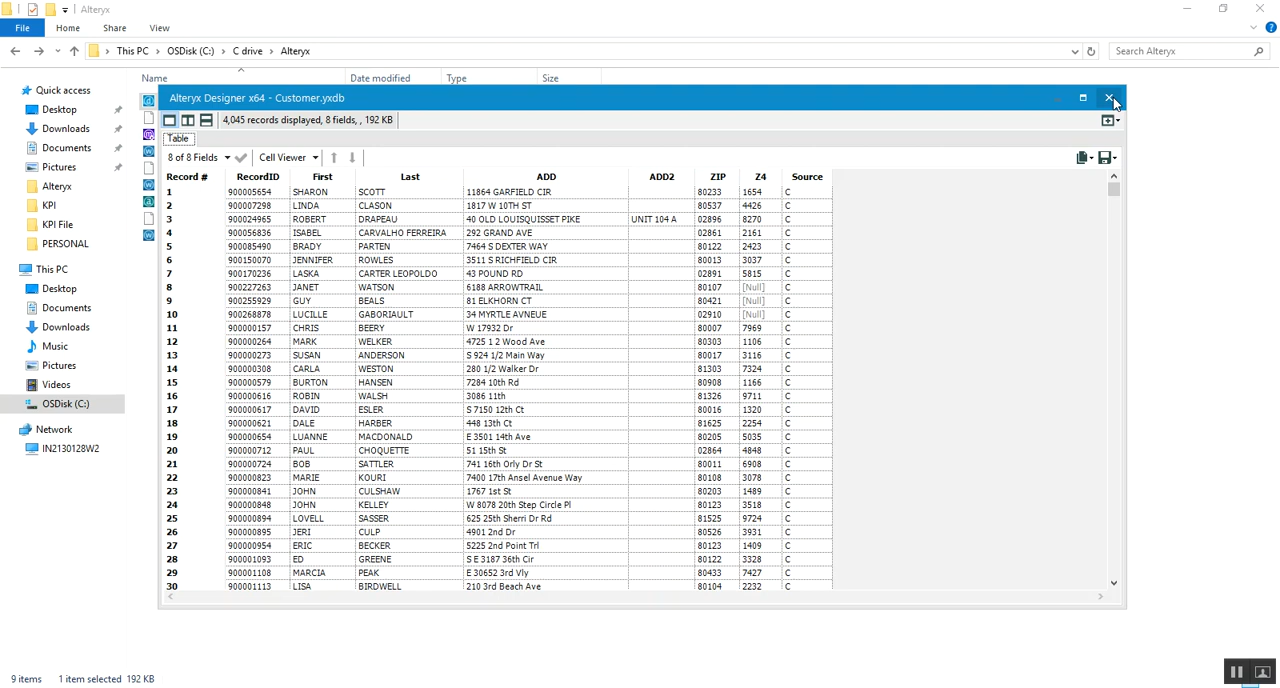 Alteryx
File Home Share View
This PC > OSDisk (C:) > C drive > Alteryx
Search Alteryx
Name Date modified Type Size
Quick access
Desktop
Downloads
Documents
Pictures
Alteryx
KPI
KPI File
PERSONAL
This PC
Desktop
Documents
Downloads
Music
Pictures
Videos
OSDisk (C:)
Network
IN2130128W2
Alteryx Designer x64 - Customer.yxdb
4,045 records displayed, 8 fields, , 192 KB
Table
8 of 8 Fields Cell Viewer
Record # RecordID First Last ADD ADD2 ZIP Z4 Source
1 900005654 SHARON SCOTT 11864 GARFIELD CIR 80233 1654 C
2 900007298 LINDA CLASON 1817 W 10TH ST 80537 4426 C
3 900024965 ROBERT DRAPEAU 40 OLD LOUISQUISSET PIKE UNIT 104 A 02896 8270 C
4 900056836 ISABEL CARVALHO FERREIRA 292 GRAND AVE 02861 2161 C
5 900085490 BRADY PARTEN 7464 S DEXTER WAY 80122 2423 C
6 900150070 JENNIFER ROWLES 3511 S RICHFIELD CIR 80013 3037 C
7 900170236 LASKA CARTER LEOPOLDO 43 POUND RD 02891 5815 C
8 900227263 JANET WATSON 6188 ARROWTRAIL 80107 [Null] C
9 900255929 GUY BEALS 81 ELKHORN CT 80421 [Null] C
10 900268878 LUCILLE GABORIAULT 34 MYRTLE AVNEUE 02910 [Null] C
11 900000157 CHRIS BEERY W 17932 Dr 80007 7969 C
12 900000264 MARK WELKER 4725 1 2 Wood Ave 80303 1106 C
13 900000273 SUSAN ANDERSON S 924 1/2 Main Way 80017 3116 C
14 900000308 CARLA WESTON 280 1/2 Walker Dr 81303 7324 C
15 900000579 BURTON HANSEN 7284 10th Rd 80908 1166 C
16 900000616 ROBIN WALSH 3086 11th 81326 9711 C
17 900000617 DAVID ESLER S 7150 12th Ct 80016 1320 C
18 900000621 DALE HARBER 448 13th Ct 81625 2254 C
19 900000654 LUANNE MACDONALD E 3501 14th Ave 80205 5035 C
20 900000712 PAUL CHOQUETTE 51 15th St 02864 4848 C
21 900000724 BOB SATTLER 741 16th Orly Dr St 80011 6908 C
22 900000823 MARIE KOURI 7400 17th Ansel Avenue Way 80108 3078 C
23 900000841 JOHN CULSHAW 1767 1st St 80203 1489 C
24 900000848 JOHN KELLEY W 8078 20th Step Circle Pl 80123 3518 C
25 900000894 LOVELL SASSER 625 25th Sherri Dr Rd 81525 9724 C
26 900000895 JERI CULP 4901 2nd Dr 80526 3931 C
27 900000954 ERIC BECKER 5225 2nd Point Trl 80123 1409 C
28 900001093 ED GREENE S E 3187 36th Cir 80122 3328 C
29 900001108 MARCIA PEAK E 30652 3rd Vly 80433 7427 C
30 900001113 LISA BIRDWELL 210 3rd Beach Ave 80104 2232 C
9 items 1 item selected 192 KB